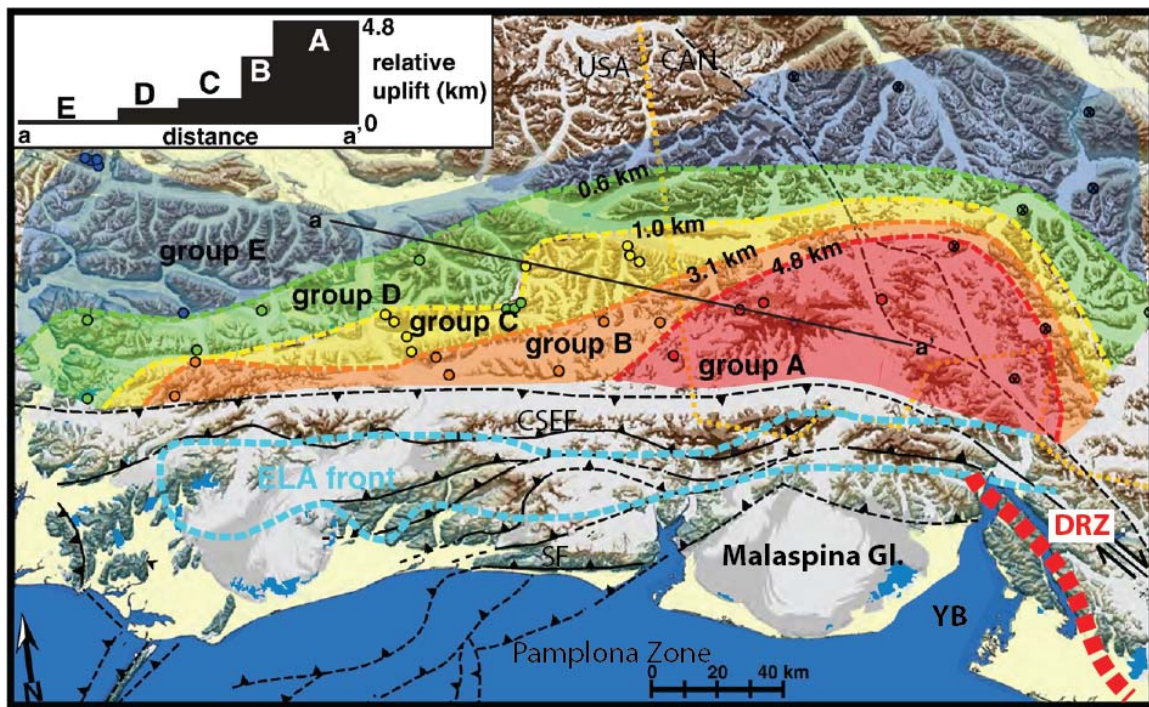 4.8
A
B
C
D
E
relative
uplift (km)
0
a
distance
a'
USA
CAN
0.6 km
1.0 km
a
group E
3.1 km
4.8 km
group D
group C
group B
a'
group A
CSEF
ELA front
DRZ
SF
Malaspina Gl.
YB
Pamplona Zone
0 20 40 km
N